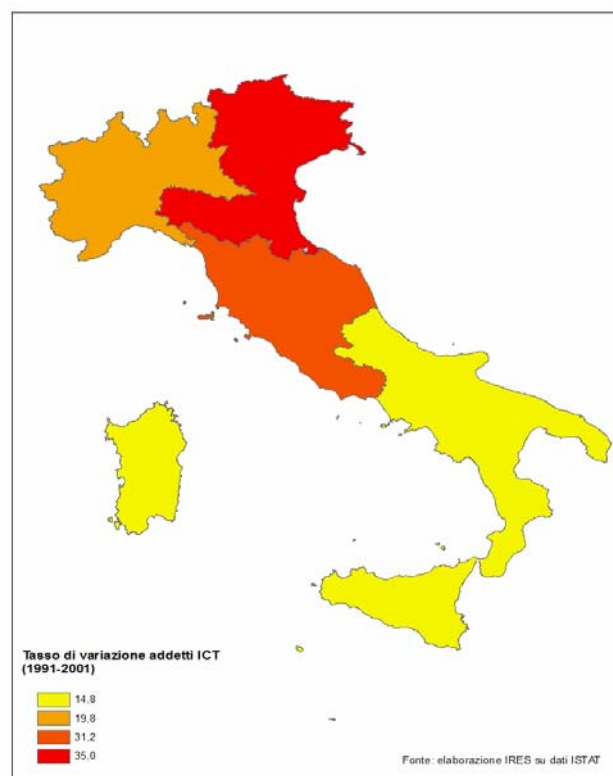 Tasso di variazione addetti ICT
(1991-2001)
14,8
19,8
31,2
35,0
Fonte: elaborazione IRES su dati ISTAT